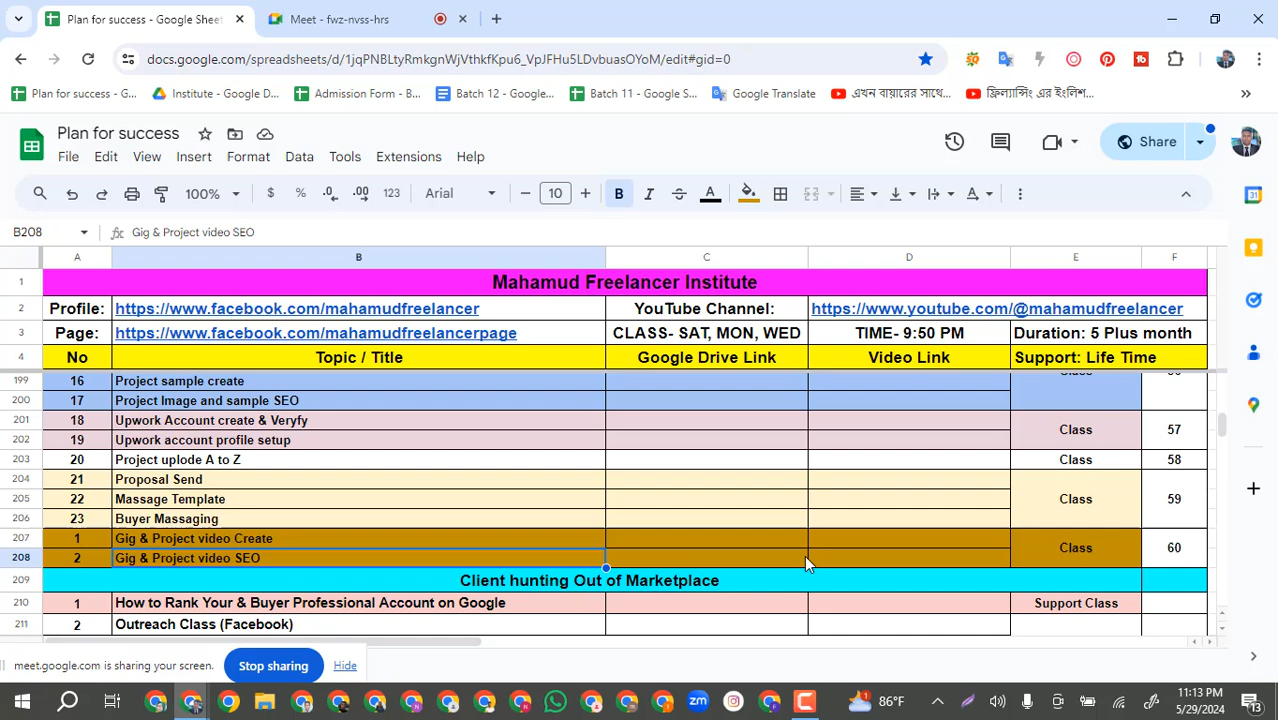 Plan for success - Google Sheet
Meet - fwz-nvss-hrs
docs.google.com/spreadsheets/d/1jqPNBLtyRmkgnWjVthkfKpu6_VpJFHu5LDvbuasOYoM/edit#gid=0
Plan for success - G...
Institute - Google D...
Admission Form - B...
Batch 12 - Google...
Batch 11 - Google S...
Google Translate
এখন বায়ারের সাথে...
ফ্রিল্যান্সিং এর ইংলিশ...
Plan for success
Share
File Edit View Insert Format Data Tools Extensions Help
100% $ % .0 .00 123 Arial 10 B I A
B208 fx Gig & Project video SEO
A B C D E F
1 Mahamud Freelancer Institute
2 Profile: https://www.facebook.com/mahamudfreelancer YouTube Channel: https://www.youtube.com/@mahamudfreelancer
3 Page: https://www.facebook.com/mahamudfreelancerpage CLASS- SAT, MON, WED TIME- 9:50 PM Duration: 5 Plus month
4 No Topic / Title Google Drive Link Video Link Support: Life Time
199 16 Project sample create
200 17 Project Image and sample SEO
201 18 Upwork Account create & Veryfy Class 57
202 19 Upwork account profile setup
203 20 Project uplode A to Z Class 58
204 21 Proposal Send
205 22 Massage Template Class 59
206 23 Buyer Massaging
207 1 Gig & Project video Create Class 60
208 2 Gig & Project video SEO
209 Client hunting Out of Marketplace
210 1 How to Rank Your & Buyer Professional Account on Google Support Class
211 2 Outreach Class (Facebook)
meet.google.com is sharing your screen. Stop sharing Hide
86°F
11:13 PM
5/29/2024
13